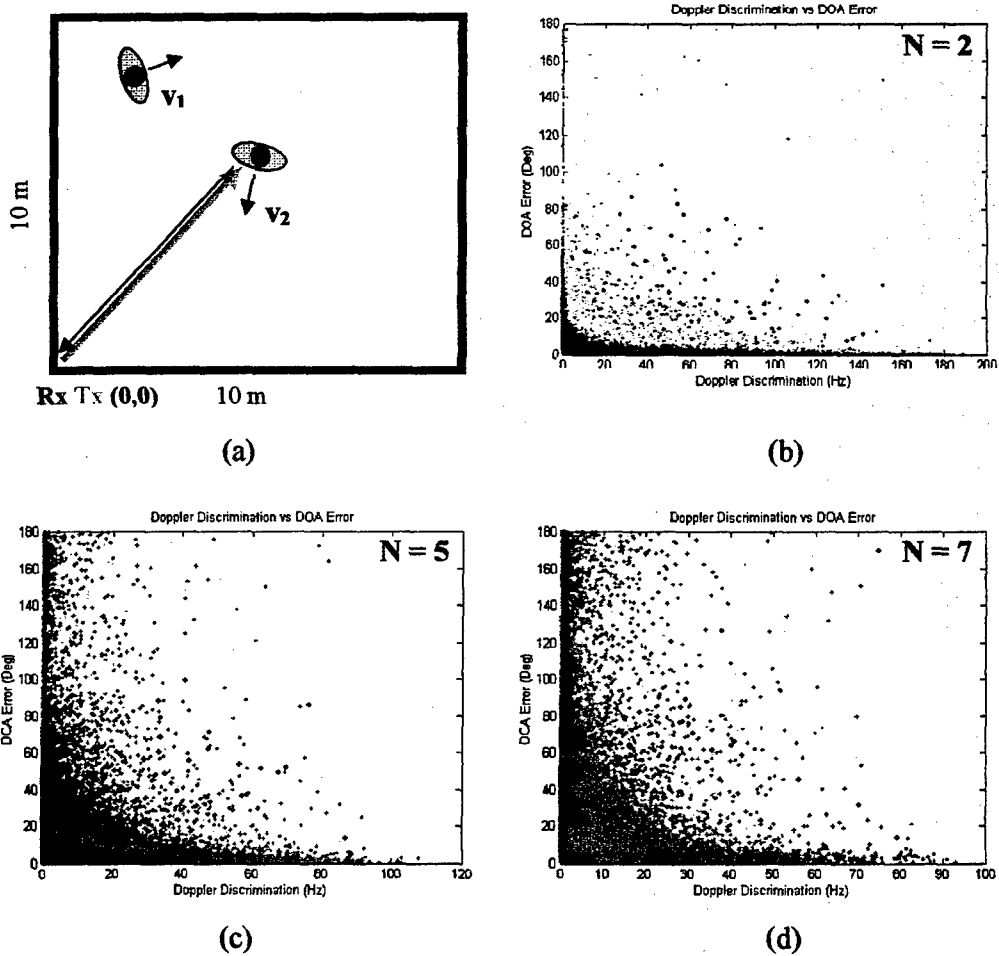 10 m
v1
v2
Rx Tx (0,0) 10 m
(a)
Doppler Discrimination vs DOA Error
N = 2
DOA Error (Deg)
180
160
140
120
100
80
60
40
20
0
0 20 40 60 80 100 120 140 160 180 200
Doppler Discrimination (Hz)
(b)
Doppler Discrimination vs DOA Error
N = 5
DOA Error (Deg)
180
160
140
120
100
80
60
40
20
0
0 20 40 60 80 100 120
Doppler Discrimination (Hz)
(c)
Doppler Discrimination vs DOA Error
N = 7
DOA Error (Deg)
180
160
140
120
100
80
60
40
20
0
0 10 20 30 40 50 60 70 80 90 100
Doppler Discrimination (Hz)
(d)